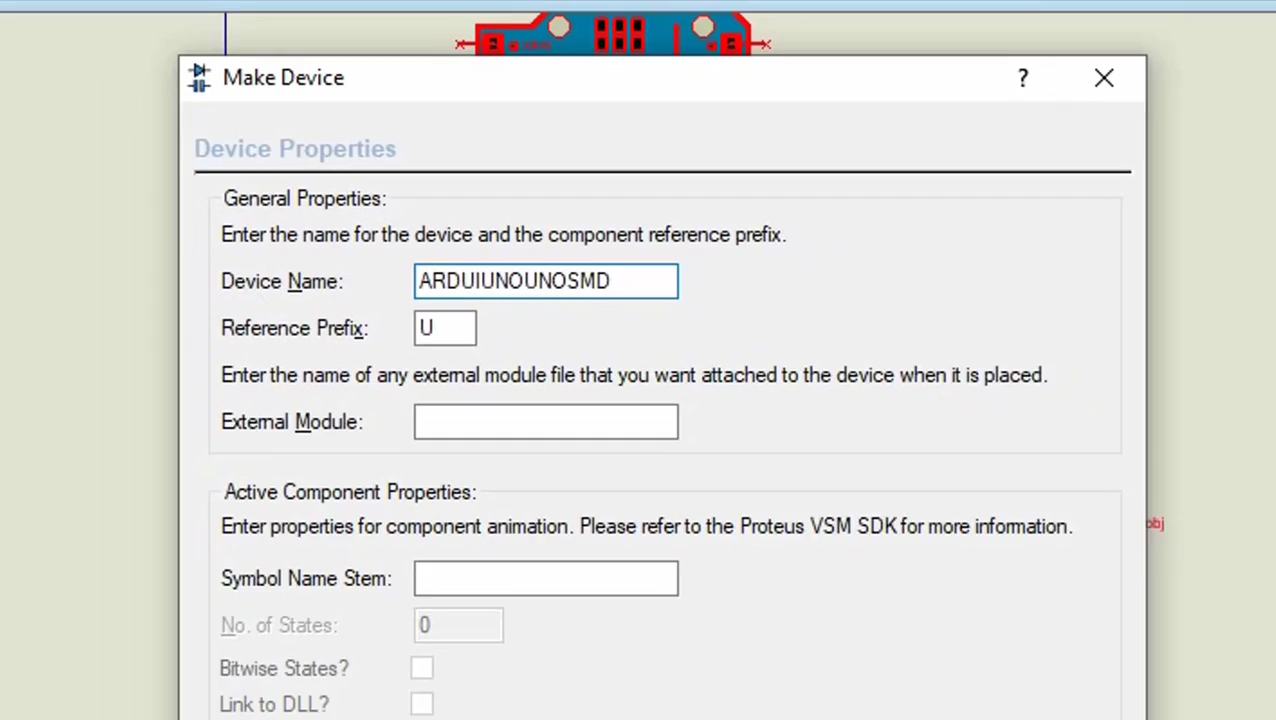 Make Device
?
Device Properties
General Properties:
Enter the name for the device and the component reference prefix.
Device Name: ARDUIUNOUNOSMD
Reference Prefix: U
Enter the name of any external module file that you want attached to the device when it is placed.
External Module:
Active Component Properties:
Enter properties for component animation. Please refer to the Proteus VSM SDK for more information.
obj
Symbol Name Stem:
No. of States: 0
Bitwise States?
Link to DLL?